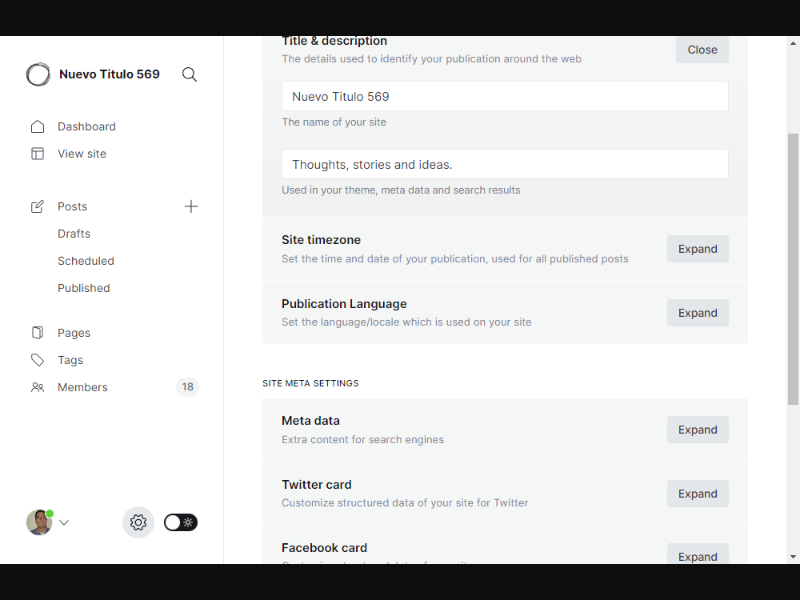 Nuevo Titulo 569
Dashboard
View site
Posts
Drafts
Scheduled
Published
Pages
Tags
Members 18
Title & description
The details used to identify your publication around the web
Close
Nuevo Titulo 569
The name of your site
Thoughts, stories and ideas.
Used in your theme, meta data and search results
Site timezone
Set the time and date of your publication, used for all published posts
Expand
Publication Language
Set the language/locale which is used on your site
Expand
SITE META SETTINGS
Meta data
Extra content for search engines
Expand
Twitter card
Customize structured data of your site for Twitter
Expand
Facebook card
Expand